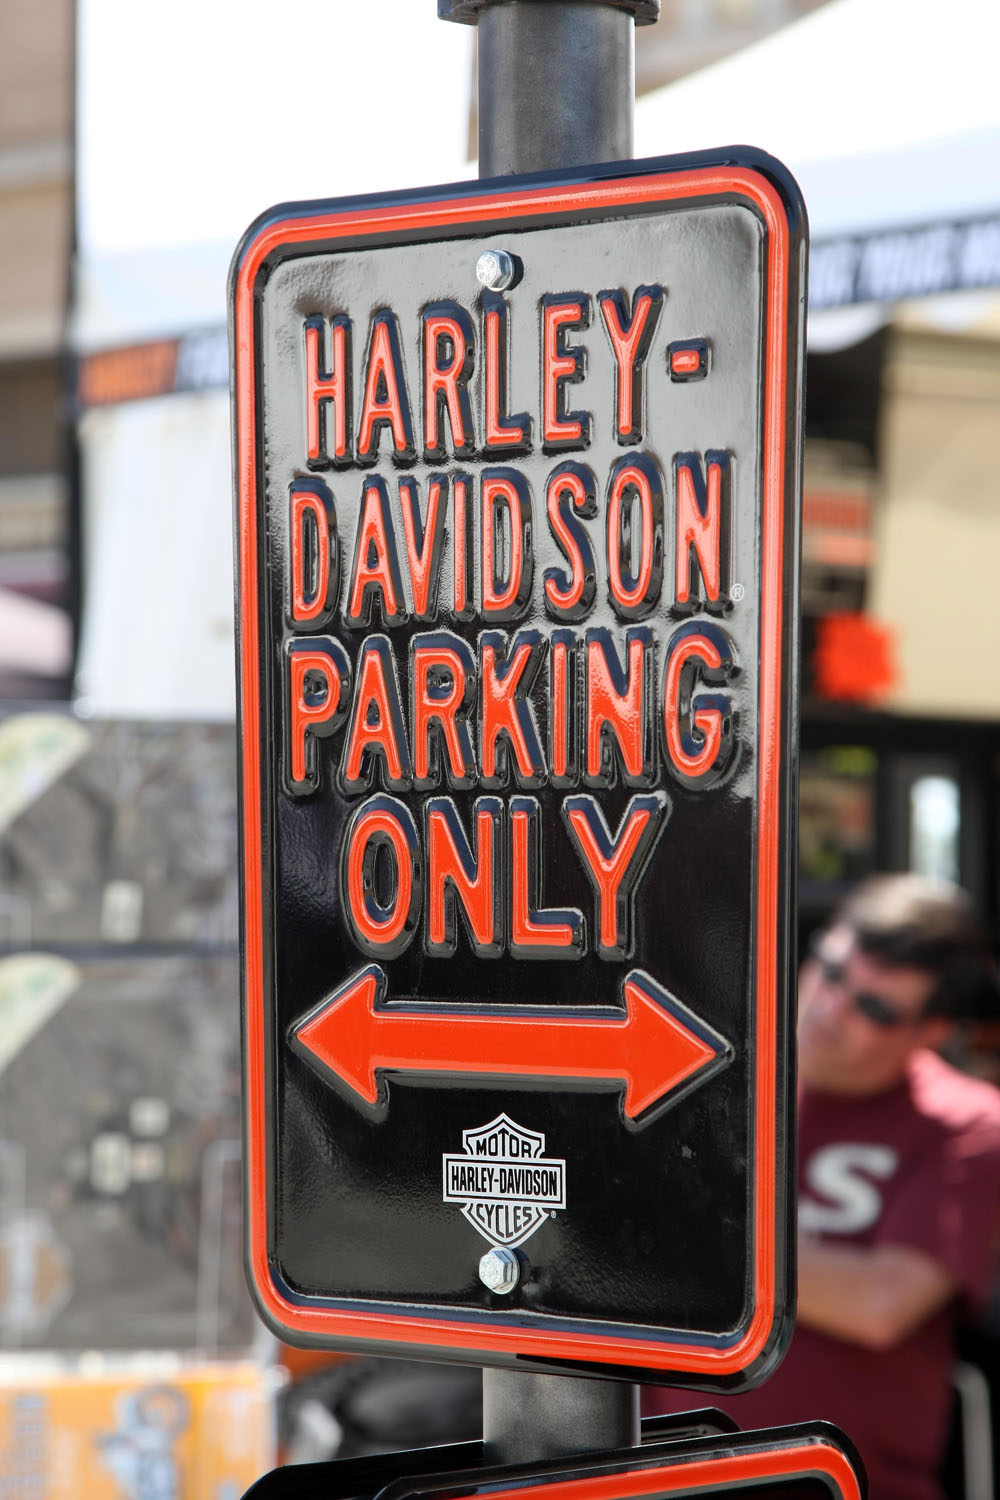 HARLEY-
DAVIDSON®
PARKING
ONLY
MOTOR
HARLEY-DAVIDSON
CYCLES®
S